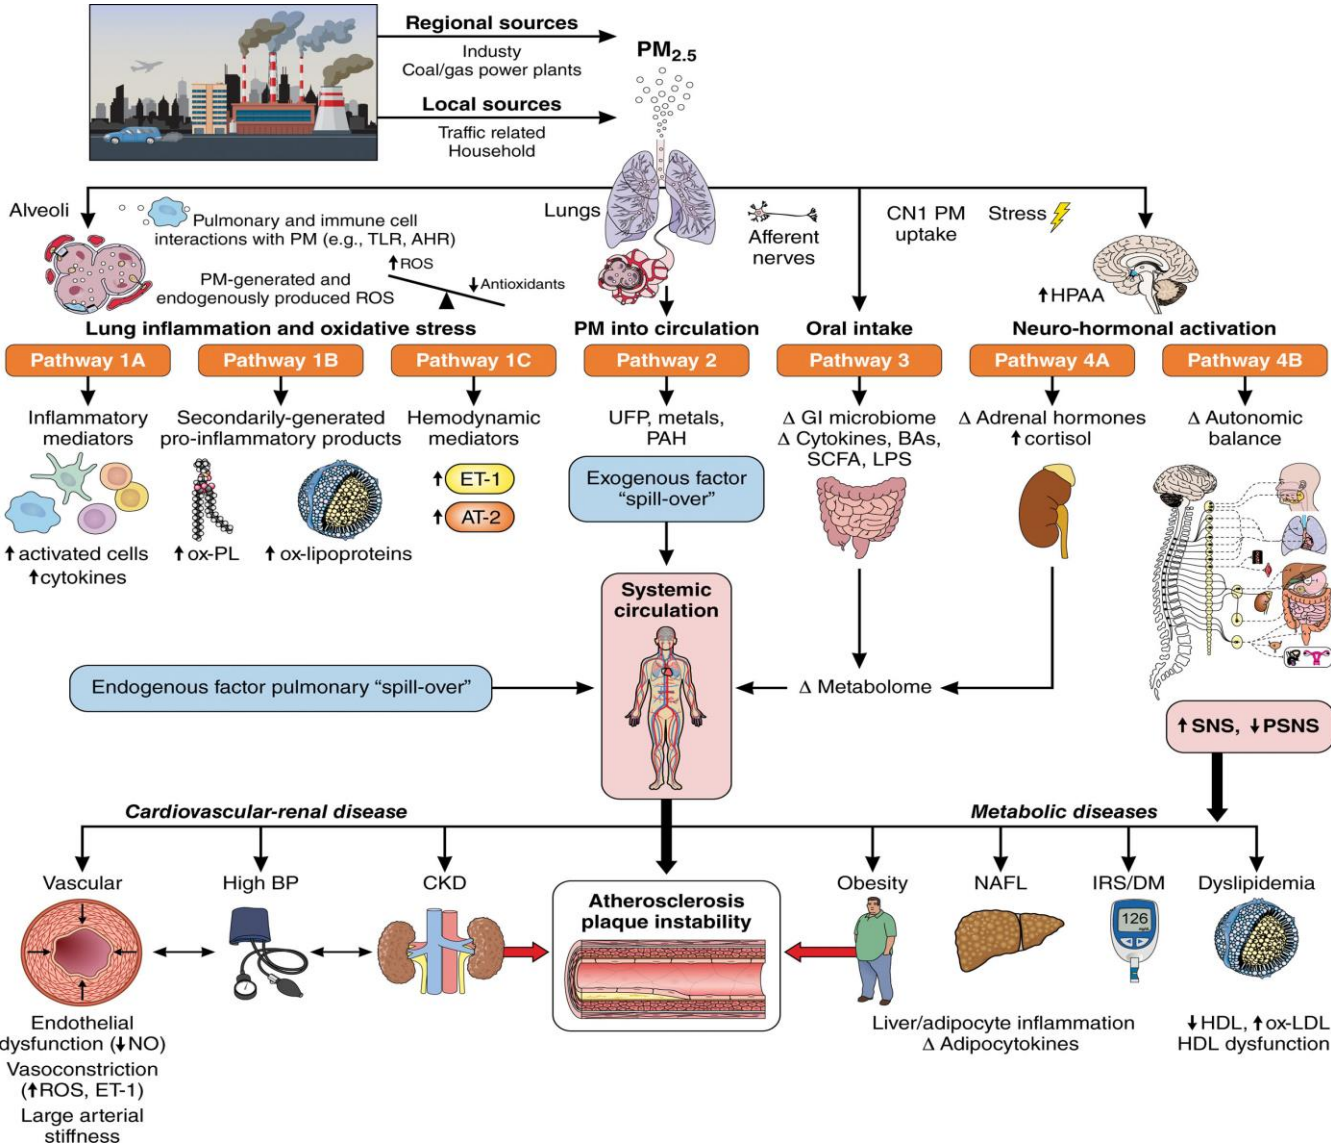 Regional sources
Industy
Coal/gas power plants
Local sources
Traffic related
Household
PM2.5
Alveoli
Pulmonary and immune cell
interactions with PM (e.g., TLR, AHR)
↑ROS
PM-generated and
endogenously produced ROS
↓Antioxidants
Lungs
Afferent
nerves
CN1 PM
uptake
Stress
↑HPAA
Lung inflammation and oxidative stress
PM into circulation
Oral intake
Neuro-hormonal activation
Pathway 1A
Pathway 1B
Pathway 1C
Pathway 2
Pathway 3
Pathway 4A
Pathway 4B
Inflammatory
mediators
↑activated cells
↑cytokines
Secondarily-generated
pro-inflammatory products
↑ox-PL
↑ox-lipoproteins
Hemodynamic
mediators
↑ET-1
↑AT-2
UFP, metals,
PAH
Exogenous factor
“spill-over”
Δ GI microbiome
Δ Cytokines, BAs,
SCFA, LPS
Δ Adrenal hormones
↑cortisol
Δ Autonomic
balance
Systemic
circulation
Endogenous factor pulmonary “spill-over”
Δ Metabolome
↑SNS, ↓PSNS
Cardiovascular-renal disease
Metabolic diseases
Vascular
High BP
CKD
Atherosclerosis
plaque instability
Obesity
NAFL
IRS/DM
126
Dyslipidemia
Endothelial
dysfunction (↓NO)
Vasoconstriction
(↑ROS, ET-1)
Large arterial
stiffness
Liver/adipocyte inflammation
Δ Adipocytokines
↓HDL, ↑ox-LDL
HDL dysfunction